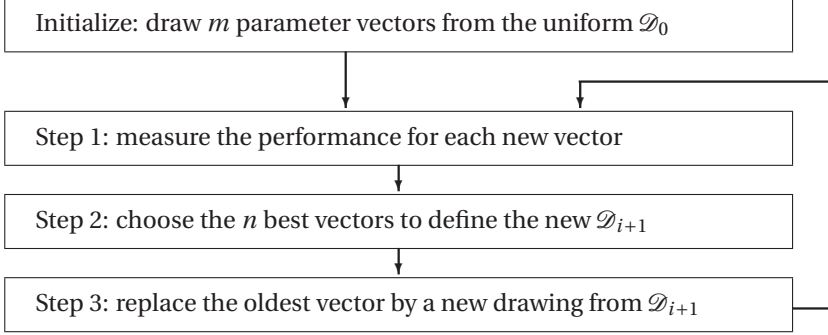 Initialize: draw m parameter vectors from the uniform 𝒟₀
Step 1: measure the performance for each new vector
Step 2: choose the n best vectors to define the new 𝒟ᵢ₊₁
Step 3: replace the oldest vector by a new drawing from 𝒟ᵢ₊₁